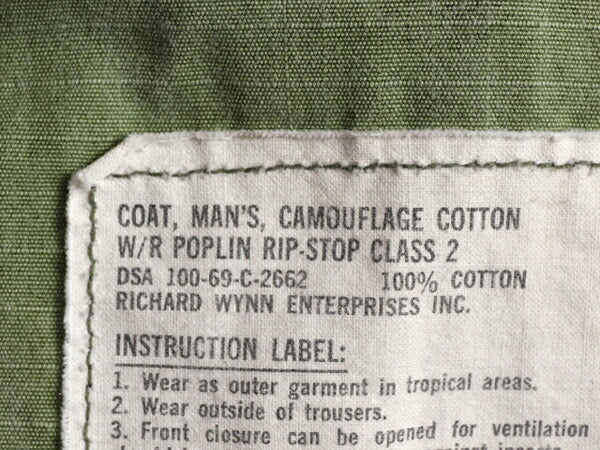 COAT, MAN'S, CAMOUFLAGE COTTON
W/R POPLIN RIP-STOP CLASS 2
DSA 100-69-C-2662 100% COTTON
RICHARD WYNN ENTERPRISES INC.
INSTRUCTION LABEL:
1. Wear as outer garment in tropical areas.
2. Wear outside of trousers.
3. Front closure can be opened for ventilation
against insects